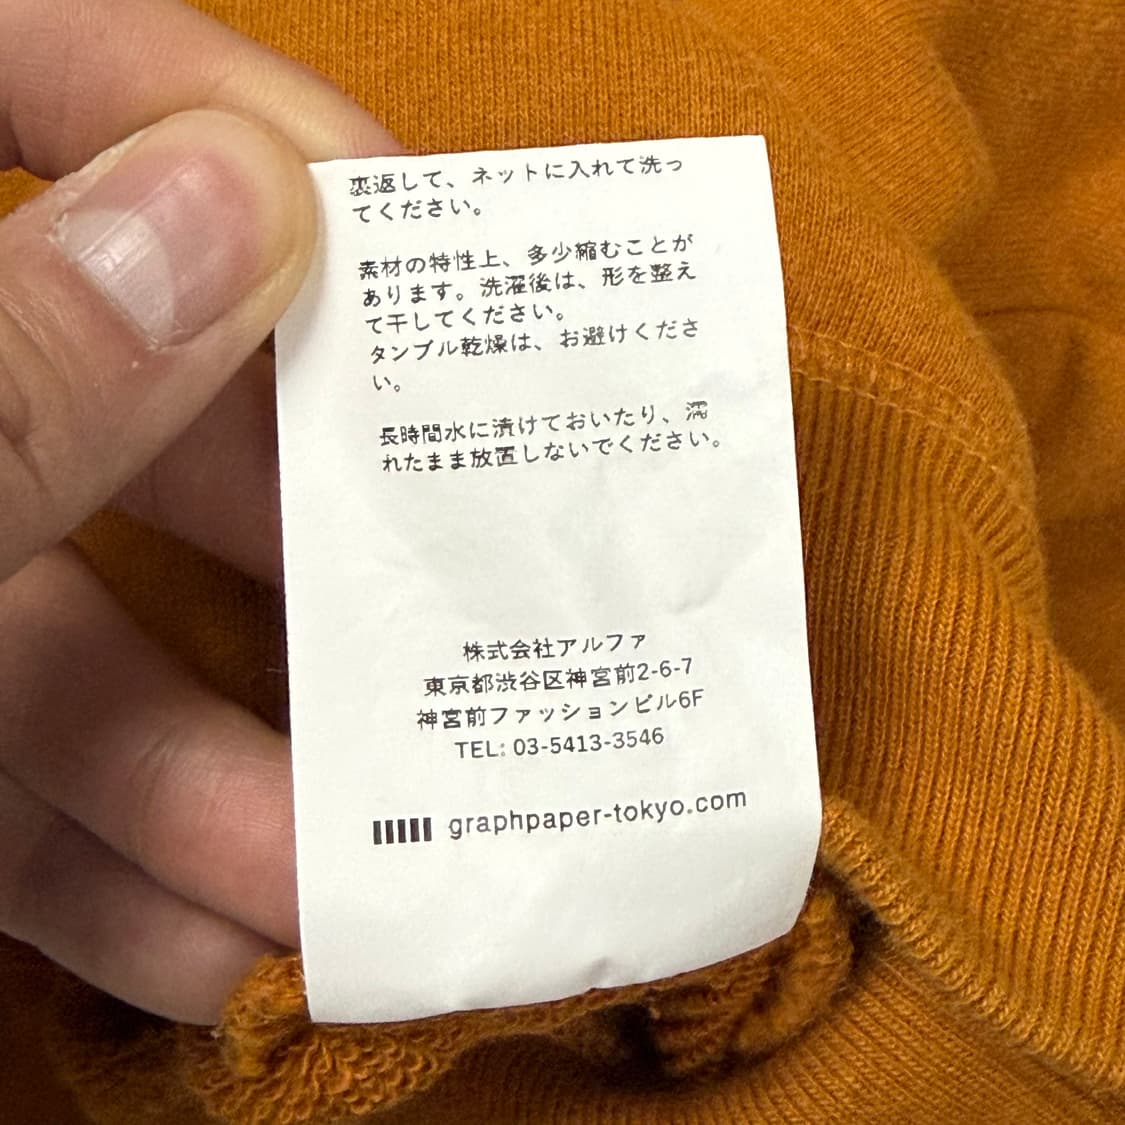 裏返して、ネットに入れて洗っ
てください。
素材の特性上、多少縮むことが
あります。洗濯後は、形を整え
て干してください。
タンブル乾燥は、お避けくださ
い。
長時間水に漬けておいたり、濡
れたまま放置しないでください。
株式会社アルファ
東京都渋谷区神宮前2-6-7
神宮前ファッションビル6F
TEL: 03-5413-3546
graphpaper-tokyo.com